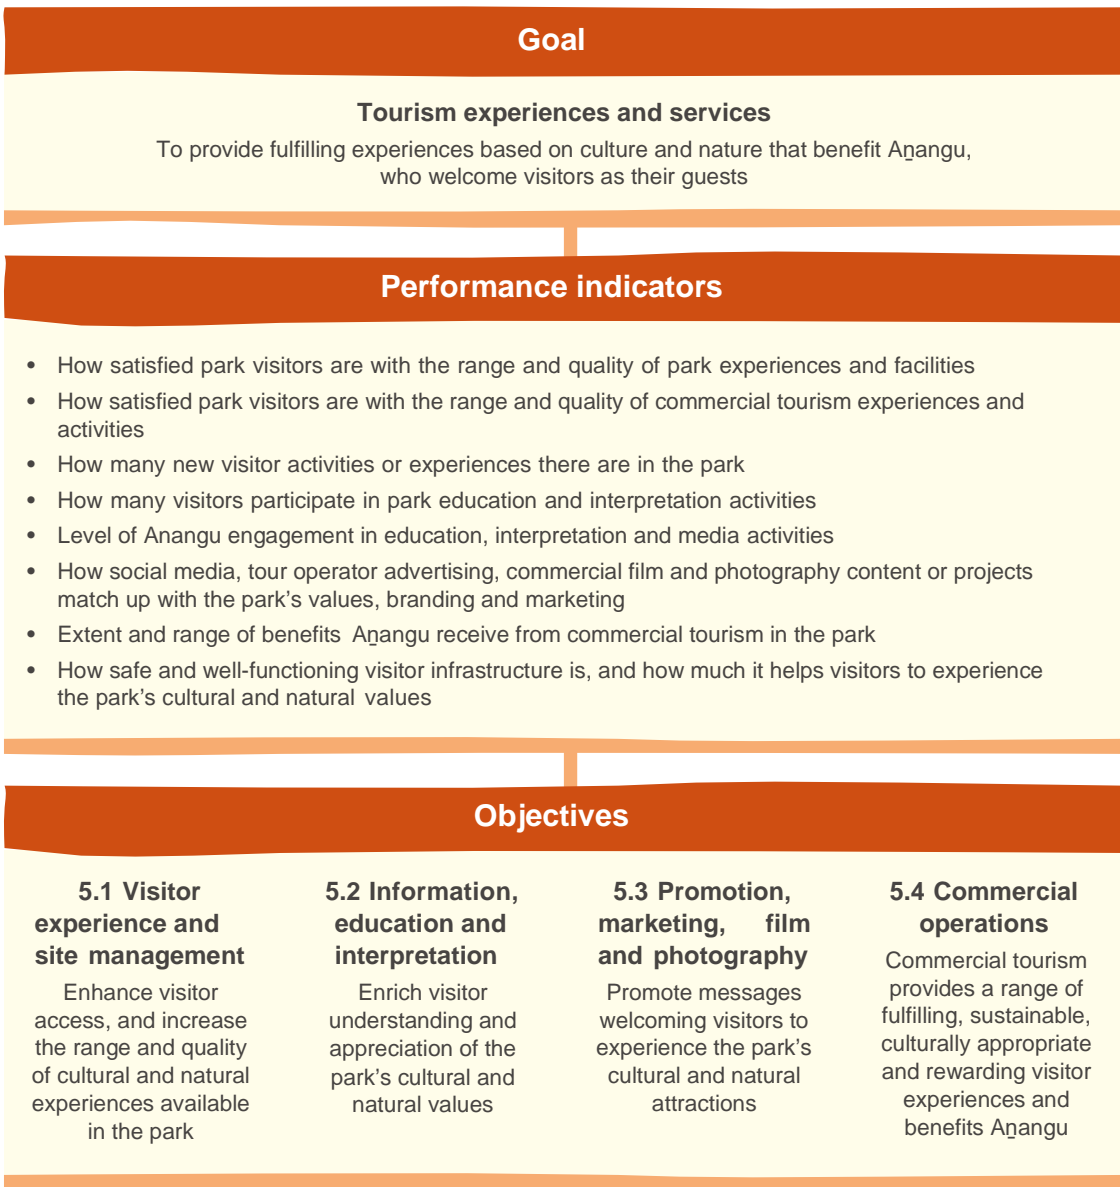 Goal
Tourism experiences and services
To provide fulfilling experiences based on culture and nature that benefit Aṉangu,
who welcome visitors as their guests
Performance indicators
• How satisfied park visitors are with the range and quality of park experiences and facilities
• How satisfied park visitors are with the range and quality of commercial tourism experiences and
activities
• How many new visitor activities or experiences there are in the park
• How many visitors participate in park education and interpretation activities
• Level of Anangu engagement in education, interpretation and media activities
• How social media, tour operator advertising, commercial film and photography content or projects
match up with the park’s values, branding and marketing
• Extent and range of benefits Aṉangu receive from commercial tourism in the park
• How safe and well-functioning visitor infrastructure is, and how much it helps visitors to experience
the park’s cultural and natural values
Objectives
5.1 Visitor
experience and
site management
Enhance visitor
access, and increase
the range and quality
of cultural and natural
experiences available
in the park
5.2 Information,
education and
interpretation
Enrich visitor
understanding and
appreciation of the
park’s cultural and
natural values
5.3 Promotion,
marketing, film
and photography
Promote messages
welcoming visitors to
experience the park’s
cultural and natural
attractions
5.4 Commercial
operations
Commercial tourism
provides a range of
fulfilling, sustainable,
culturally appropriate
and rewarding visitor
experiences and
benefits Aṉangu